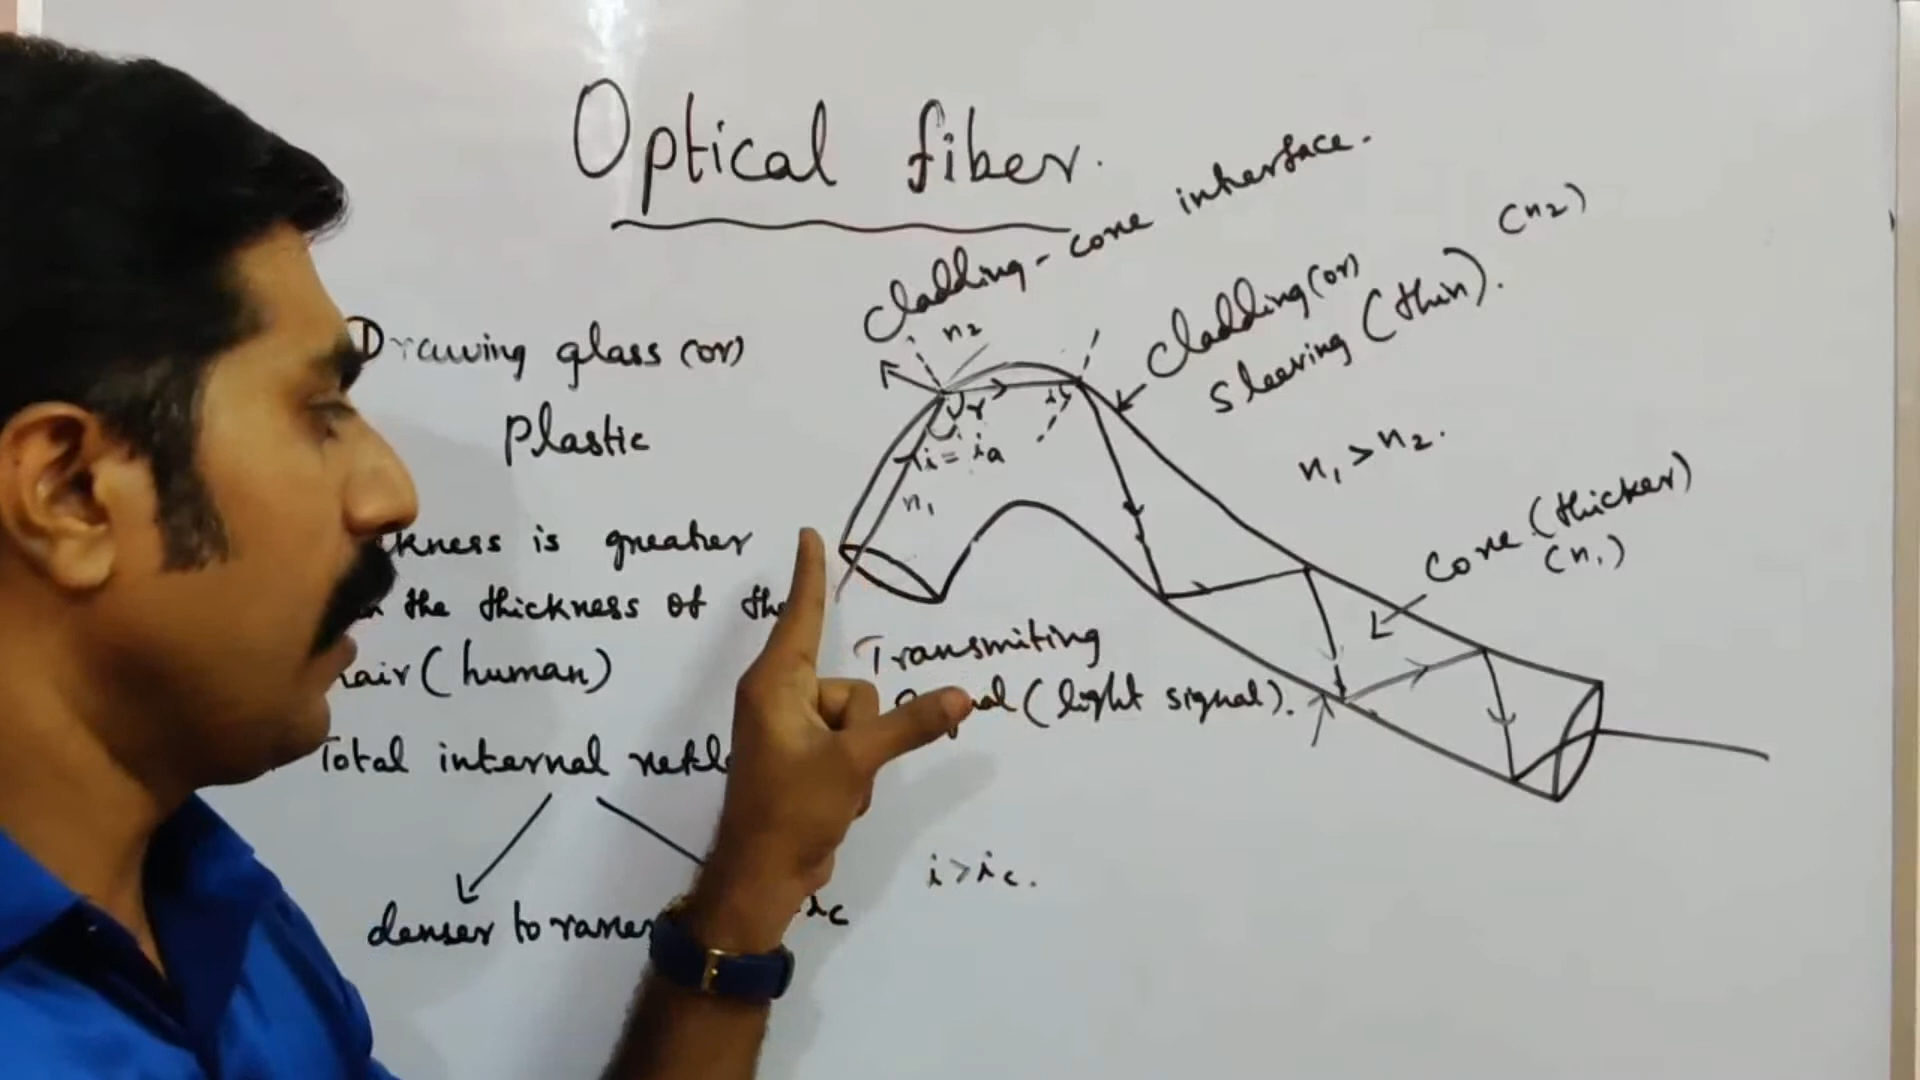 Optical fiber.
Cladding - core interface.
(n2)
Cladding (or)
Sleeving (thin).
n2
r
i
i = ia
n1
n1 > n2.
Core (thicker)
(n1)
Drawing glass (or)
Plastic
kness is greater
the thickness of the
hair (human)
Total internal
denser to rarer
ic
Transmiting
(light signal).
i > ic.